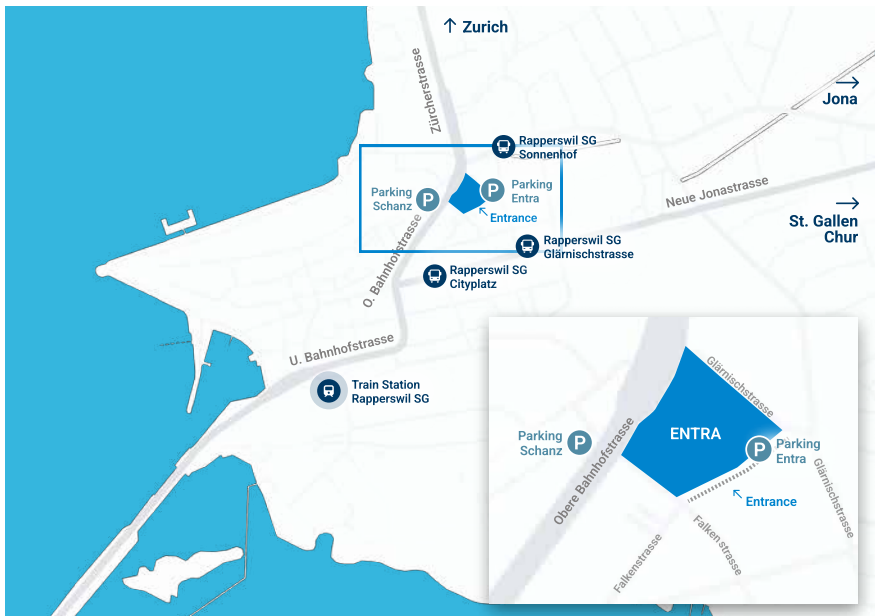 ↑ Zurich
→
Jona
Zürcherstrasse
Rapperswil SG
Sonnenhof
Parking
Schanz
P
P
Parking
Entra
Entrance
Neue Jonastrasse
→
St. Gallen
Chur
O. Bahnhofstrasse
Rapperswil SG
Glärnischstrasse
Rapperswil SG
Cityplatz
U. Bahnhofstrasse
Train Station
Rapperswil SG
Glärnischstrasse
ENTRA
Parking
Schanz
P
P
Parking
Entra
Obere Bahnhofstrasse
Glärnischstrasse
Entrance
Falkenstrasse
Falken strasse